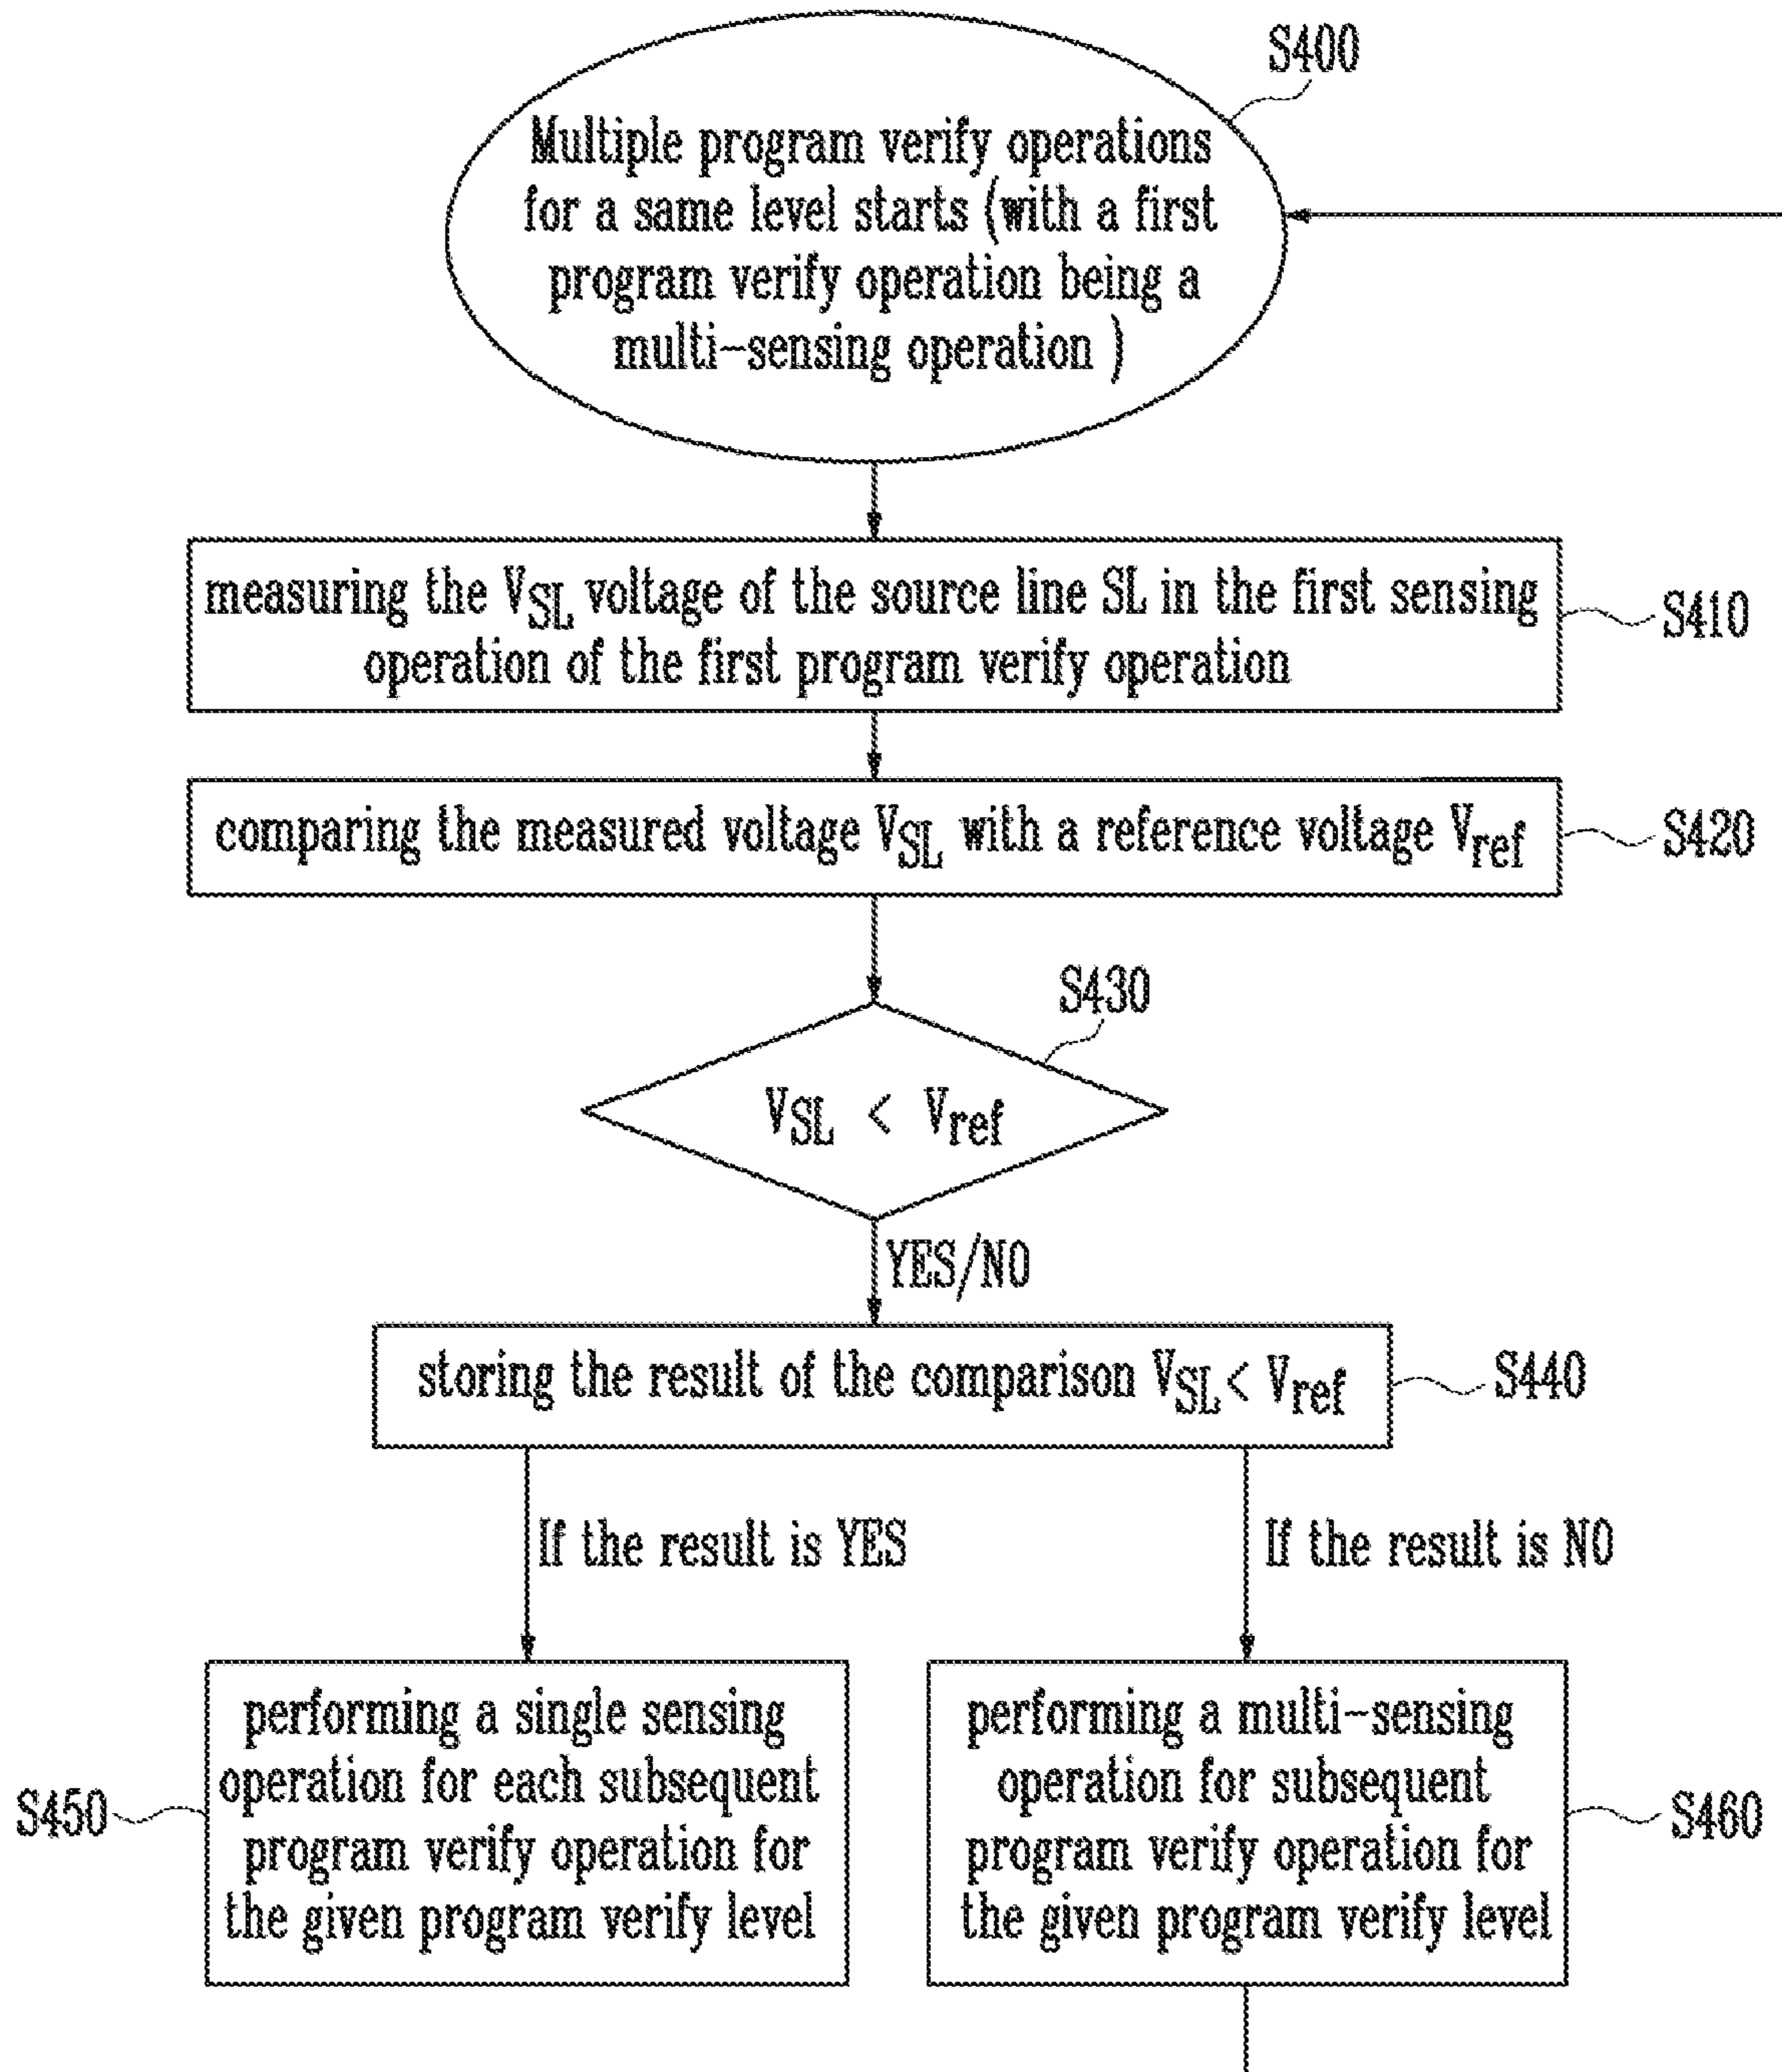 S400
Multiple program verify operations
for a same level starts (with a first
program verify operation being a
multi-sensing operation )
measuring the VSL voltage of the source line SL in the first sensing
operation of the first program verify operation
S410
comparing the measured voltage VSL with a reference voltage Vref
S420
S430
VSL < Vref
YES/NO
storing the result of the comparison VSL< Vref
S440
If the result is YES
If the result is NO
performing a single sensing
operation for each subsequent
program verify operation for
the given program verify level
S450
performing a multi-sensing
operation for subsequent
program verify operation for
the given program verify level
S460